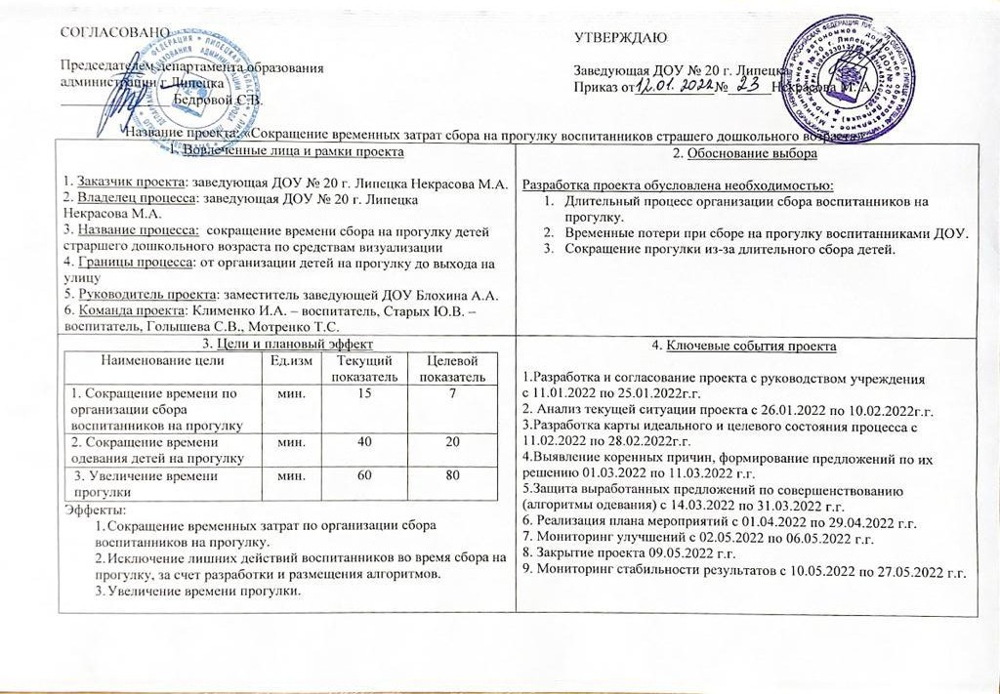 СОГЛАСОВАНО
Председателем департамента образования
администрации г. Липецка
Бедровой С.В.
УТВЕРЖДАЮ
Заведующая ДОУ № 20 г. Липецка
Приказ от 12.01.2022 № 23 Некрасова М. А.
Название проекта: «Сокращение временных затрат сбора на прогулку воспитанников страшего дошкольного возраста»
1. Вовлеченные лица и рамки проекта
1. Заказчик проекта: заведующая ДОУ № 20 г. Липецка Некрасова М.А.
2. Владелец процесса: заведующая ДОУ № 20 г. Липецка
Некрасова М.А.
3. Название процесса: сокращение времени сбора на прогулку детей
страршего дошкольного возраста по средствам визуализации
4. Границы процесса: от организации детей на прогулку до выхода на
улицу
5. Руководитель проекта: заместитель заведующей ДОУ Блохина А.А.
6. Команда проекта: Клименко И.А. – воспитатель, Старых Ю.В. –
воспитатель, Голышева С.В., Мотренко Т.С.
2. Обоснование выбора
Разработка проекта обусловлена необходимостью:
1. Длительный процесс организации сбора воспитанников на
прогулку.
2. Временные потери при сборе на прогулку воспитанниками ДОУ.
3. Сокращение прогулки из-за длительного сбора детей.
3. Цели и плановый эффект
Наименование цели Ед.изм Текущий показатель Целевой показатель
1. Сокращение времени по
организации сбора
воспитанников на прогулку
мин. 15 7
2. Сокращение времени
одевания детей на прогулку
мин. 40 20
3. Увеличение времени
прогулки
мин. 60 80
Эффекты:
1. Сокращение временных затрат по организации сбора
воспитанников на прогулку.
2. Исключение лишних действий воспитанников во время сбора на
прогулку, за счет разработки и размещения алгоритмов.
3. Увеличение времени прогулки.
4. Ключевые события проекта
1.Разработка и согласование проекта с руководством учреждения
с 11.01.2022 по 25.01.2022г.г.
2. Анализ текущей ситуации проекта с 26.01.2022 по 10.02.2022г.г.
3.Разработка карты идеального и целевого состояния процесса с
11.02.2022 по 28.02.2022г.г.
4.Выявление коренных причин, формирование предложений по их
решению 01.03.2022 по 11.03.2022 г.г.
5.Защита выработанных предложений по совершенствованию
(алгоритмы одевания) с 14.03.2022 по 31.03.2022 г.г.
6. Реализация плана мероприятий с 01.04.2022 по 29.04.2022 г.г.
7. Мониторинг улучшений с 02.05.2022 по 06.05.2022 г.г.
8. Закрытие проекта 09.05.2022 г.г.
9. Мониторинг стабильности результатов с 10.05.2022 по 27.05.2022 г.г.